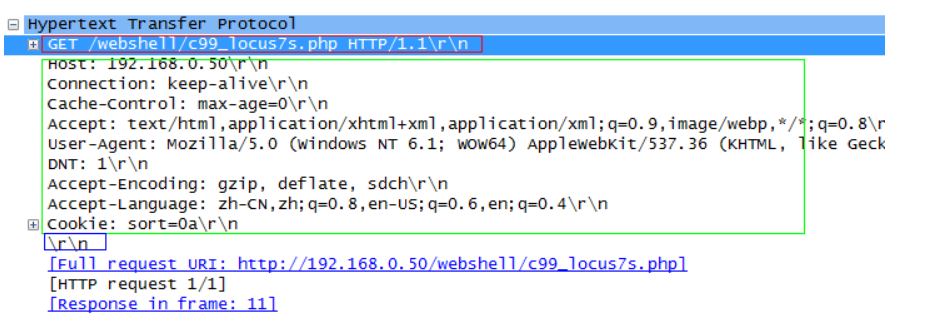 Hypertext Transfer Protocol
GET /webshell/c99_locus7s.php HTTP/1.1\r\n
Host: 192.168.0.50\r\n
Connection: keep-alive\r\n
Cache-Control: max-age=0\r\n
Accept: text/html,application/xhtml+xml,application/xml;q=0.9,image/webp,*/*;q=0.8\r
User-Agent: Mozilla/5.0 (Windows NT 6.1; WOW64) AppleWebKit/537.36 (KHTML, like Geck
DNT: 1\r\n
Accept-Encoding: gzip, deflate, sdch\r\n
Accept-Language: zh-CN,zh;q=0.8,en-US;q=0.6,en;q=0.4\r\n
Cookie: sort=0a\r\n
\r\n
[Full request URI: http://192.168.0.50/webshell/c99_locus7s.php]
[HTTP request 1/1]
[Response in frame: 11]